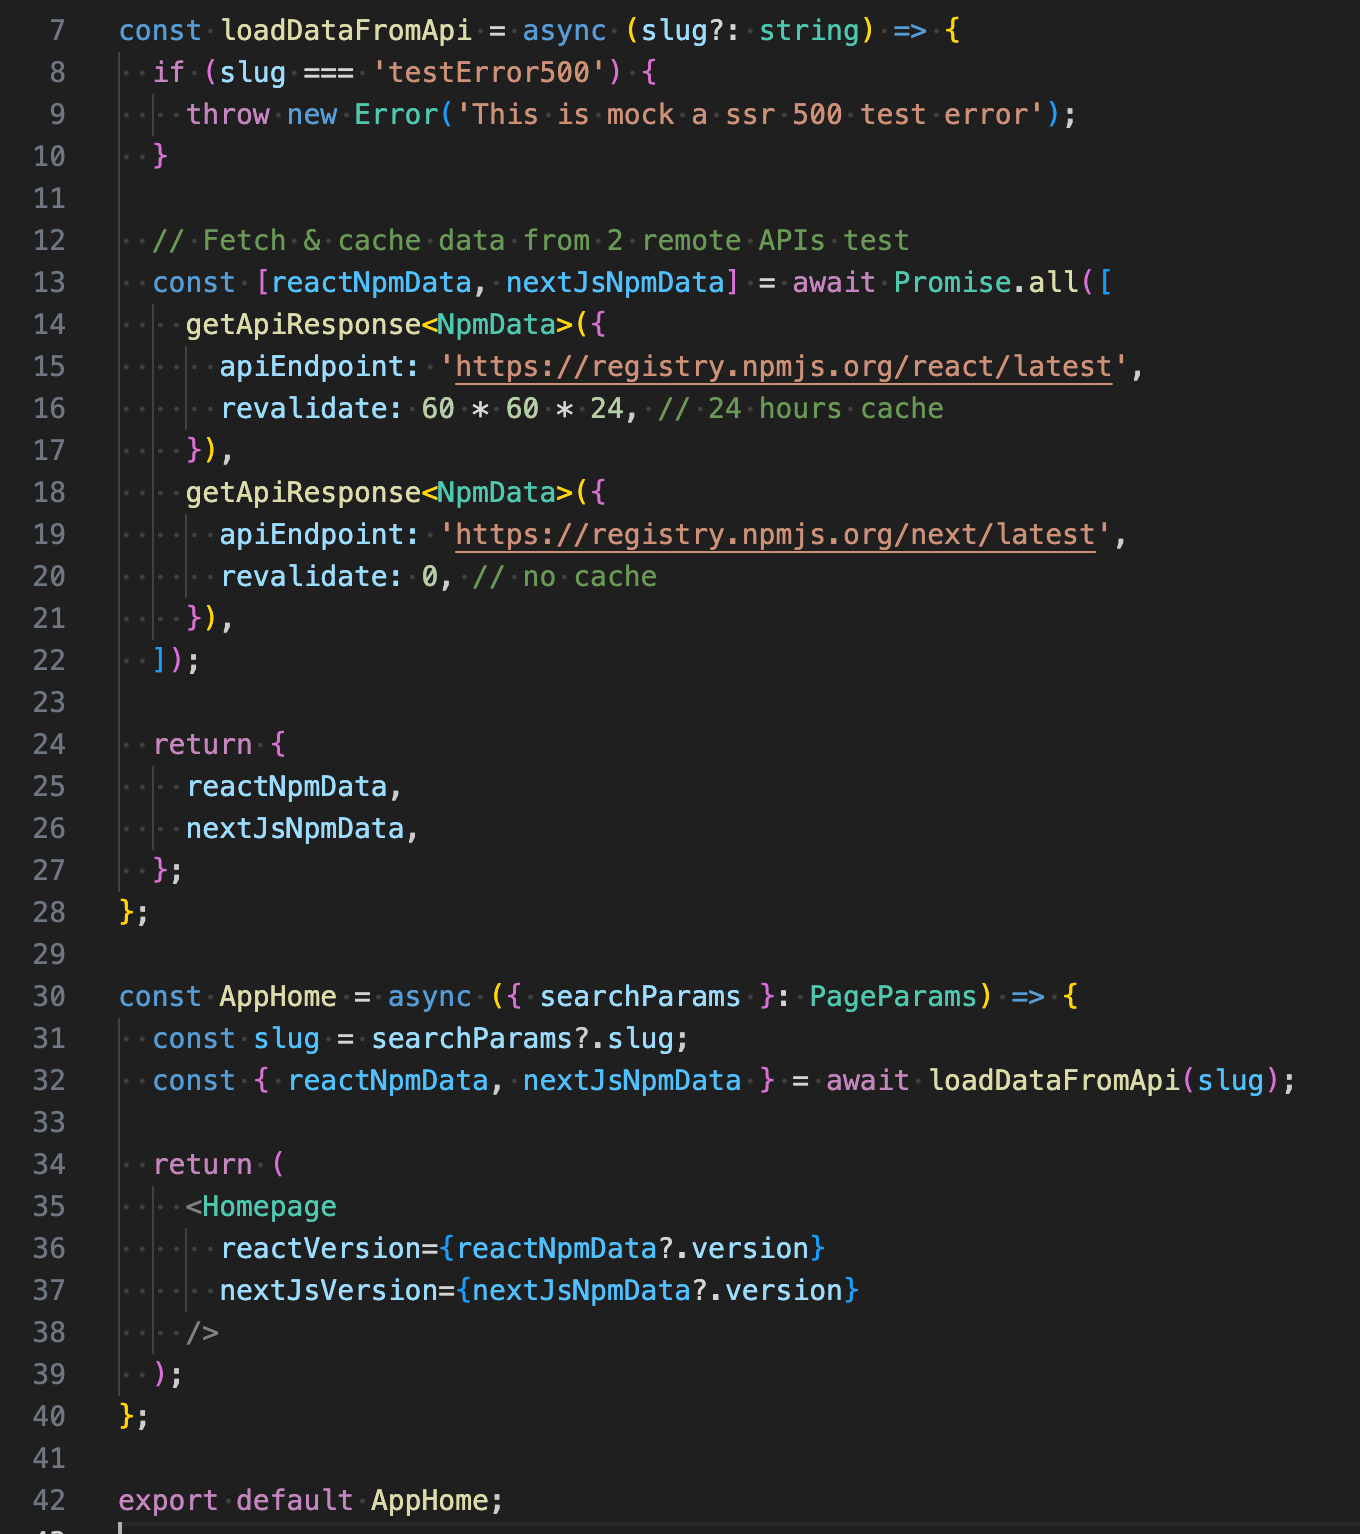 7 const loadDataFromApi = async (slug?: string) => {
8   if (slug === 'testError500') {
9     throw new Error('This is mock a ssr 500 test error');
10   }
11
12   // Fetch & cache data from 2 remote APIs test
13   const [reactNpmData, nextJsNpmData] = await Promise.all([
14     getApiResponse<NpmData>({
15       apiEndpoint: 'https://registry.npmjs.org/react/latest',
16       revalidate: 60 * 60 * 24, // 24 hours cache
17     }),
18     getApiResponse<NpmData>({
19       apiEndpoint: 'https://registry.npmjs.org/next/latest',
20       revalidate: 0, // no cache
21     }),
22   ]);
23
24   return {
25     reactNpmData,
26     nextJsNpmData,
27   };
28 };
29
30 const AppHome = async ({ searchParams }: PageParams) => {
31   const slug = searchParams?.slug;
32   const { reactNpmData, nextJsNpmData } = await loadDataFromApi(slug);
33
34   return (
35     <Homepage
36       reactVersion={reactNpmData?.version}
37       nextJsVersion={nextJsNpmData?.version}
38     />
39   );
40 };
41
42 export default AppHome;